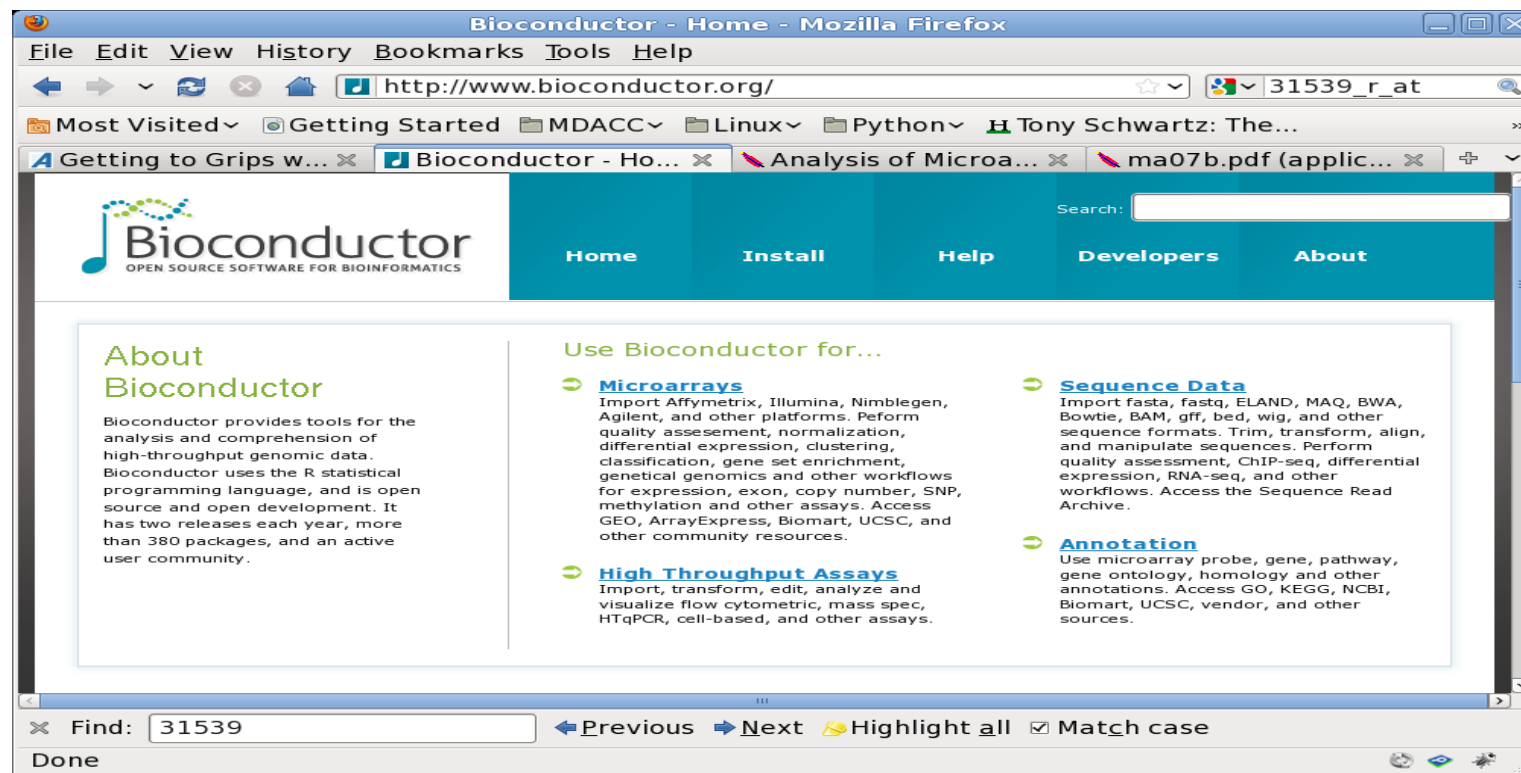 Bioconductor - Home - Mozilla Firefox
File Edit View History Bookmarks Tools Help
http://www.bioconductor.org/ 31539_r_at
Most Visited Getting Started MDACC Linux Python Tony Schwartz: The... »
Getting to Grips w... Bioconductor - Ho... Analysis of Microa... ma07b.pdf (applic...
Bioconductor
OPEN SOURCE SOFTWARE FOR BIOINFORMATICS
Search:
Home Install Help Developers About
About
Bioconductor
Bioconductor provides tools for the
analysis and comprehension of
high-throughput genomic data.
Bioconductor uses the R statistical
programming language, and is open
source and open development. It
has two releases each year, more
than 380 packages, and an active
user community.
Use Bioconductor for...
Microarrays
Import Affymetrix, Illumina, Nimblegen,
Agilent, and other platforms. Peform
quality assesement, normalization,
differential expression, clustering,
classification, gene set enrichment,
genetical genomics and other workflows
for expression, exon, copy number, SNP,
methylation and other assays. Access
GEO, ArrayExpress, Biomart, UCSC, and
other community resources.
High Throughput Assays
Import, transform, edit, analyze and
visualize flow cytometric, mass spec,
HTqPCR, cell-based, and other assays.
Sequence Data
Import fasta, fastq, ELAND, MAQ, BWA,
Bowtie, BAM, gff, bed, wig, and other
sequence formats. Trim, transform, align,
and manipulate sequences. Perform
quality assessment, ChIP-seq, differential
expression, RNA-seq, and other
workflows. Access the Sequence Read
Archive.
Annotation
Use microarray probe, gene, pathway,
gene ontology, homology and other
annotations. Access GO, KEGG, NCBI,
Biomart, UCSC, vendor, and other
sources.
Find: 31539 Previous Next Highlight all Match case
Done